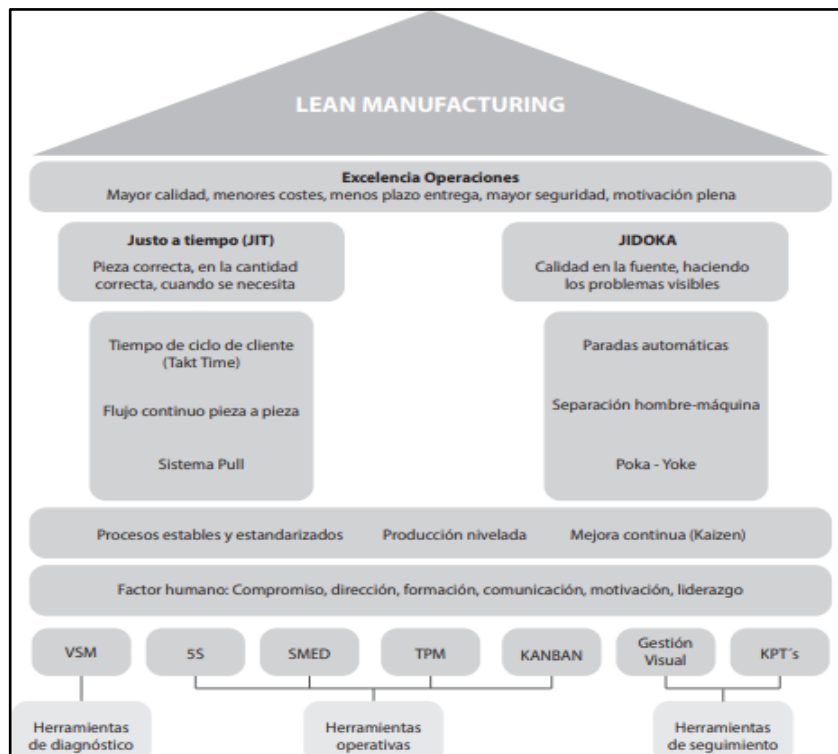 LEAN MANUFACTURING
Excelencia Operaciones
Mayor calidad, menores costes, menos plazo entrega, mayor seguridad, motivación plena
Justo a tiempo (JIT)
Pieza correcta, en la cantidad
correcta, cuando se necesita
JIDOKA
Calidad en la fuente, haciendo
los problemas visibles
Tiempo de ciclo de cliente
(Takt Time)
Flujo continuo pieza a pieza
Sistema Pull
Paradas automáticas
Separación hombre-máquina
Poka - Yoke
Procesos estables y estandarizados
Producción nivelada
Mejora continua (Kaizen)
Factor humano: Compromiso, dirección, formación, comunicación, motivación, liderazgo
VSM
5S
SMED
TPM
KANBAN
Gestión
Visual
KPT´s
Herramientas
de diagnóstico
Herramientas
operativas
Herramientas
de seguimiento